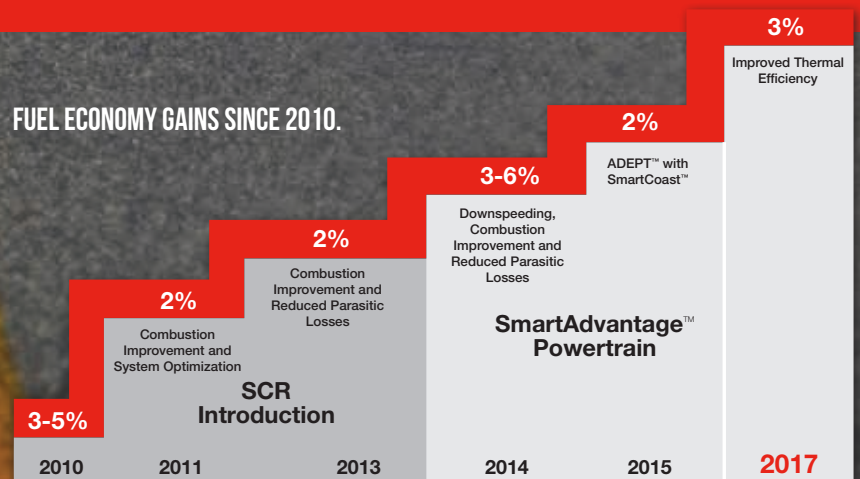 FUEL ECONOMY GAINS SINCE 2010.
3-5%
2010
2%
Combustion
Improvement and
System Optimization
2011
2%
Combustion
Improvement and
Reduced Parasitic
Losses
2013
SCR
Introduction
3-6%
Downspeeding,
Combustion
Improvement and
Reduced Parasitic
Losses
2014
2%
ADEPT™ with
SmartCoast™
2015
SmartAdvantage™
Powertrain
3%
Improved Thermal
Efficiency
2017